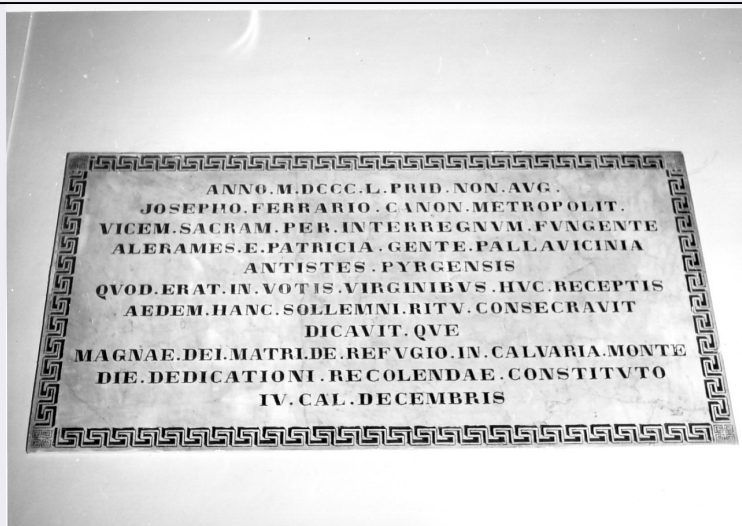 ANNO.M.DCCC.L.PRID.NON.AVG.
JOSEPHO.FERRARIO.CANON.METROPOLIT.
VICEM.SACRAM.PER.INTERREGNVM.FVNGENTE
ALERAMES.E.PATRICIA.GENTE.PALLAVICINIA
ANTISTES.PYRGENSIS
QVOD.ERAT.IN.VOTIS.VIRGINIBVS.HVC.RECEPTIS
AEDEM.HANC.SOLLEMNI.RITV.CONSECRAVIT
DICAVIT.QVE
MAGNAE.DEI.MATRI.DE.REFVGIO.IN.CALVARIA.MONTE
DIE.DEDICATIONI.RECOLENDAE.CONSTITVTO
IV.CAL.DECEMBRIS